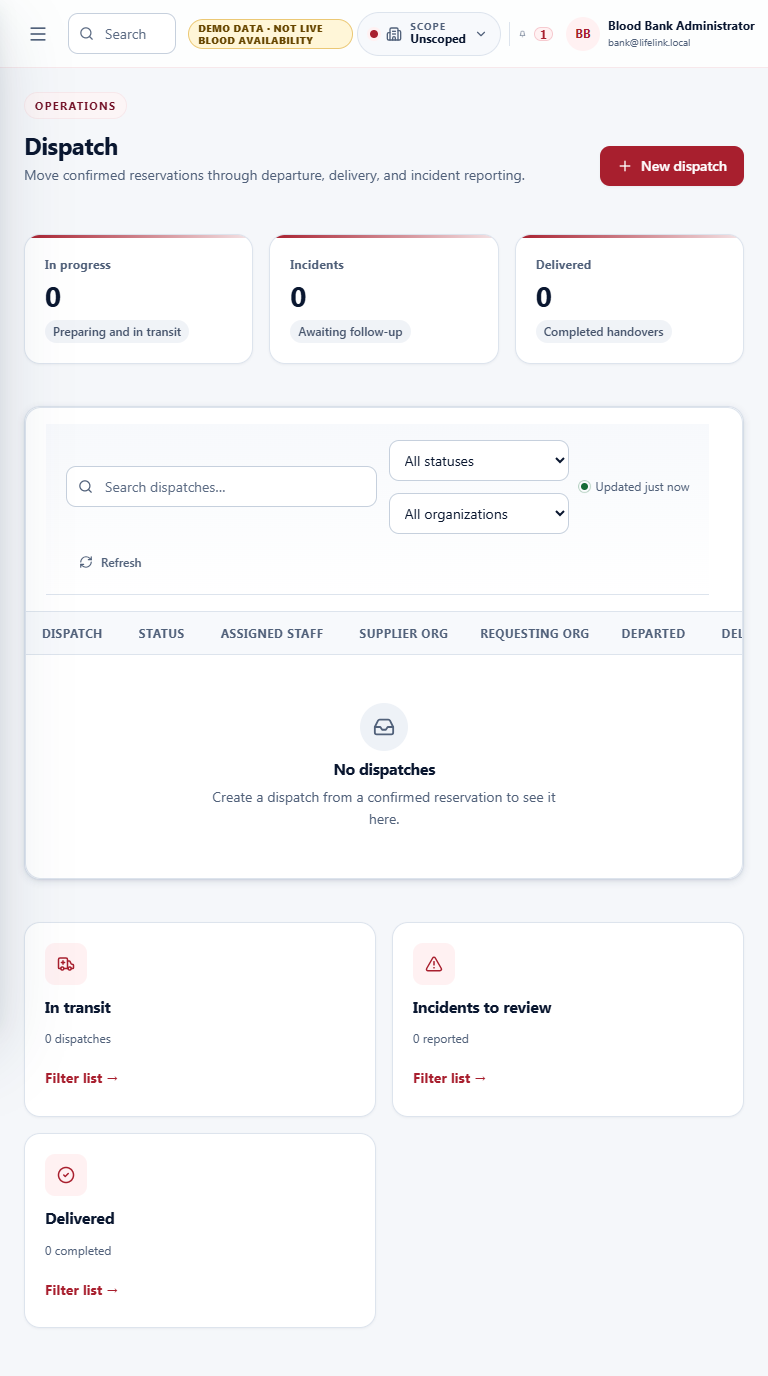 Search
DEMO DATA · NOT LIVE
BLOOD AVAILABILITY
SCOPE
Unscoped
1
BB
Blood Bank Administrator
bank@lifelink.local
OPERATIONS
Dispatch
Move confirmed reservations through departure, delivery, and incident reporting.
New dispatch
In progress
0
Preparing and in transit
Incidents
0
Awaiting follow-up
Delivered
0
Completed handovers
Search dispatches...
All statuses
All organizations
Updated just now
Refresh
DISPATCH STATUS ASSIGNED STAFF SUPPLIER ORG REQUESTING ORG DEPARTED DEL
No dispatches
Create a dispatch from a confirmed reservation to see it
here.
In transit
0 dispatches
Filter list →
Incidents to review
0 reported
Filter list →
Delivered
0 completed
Filter list →